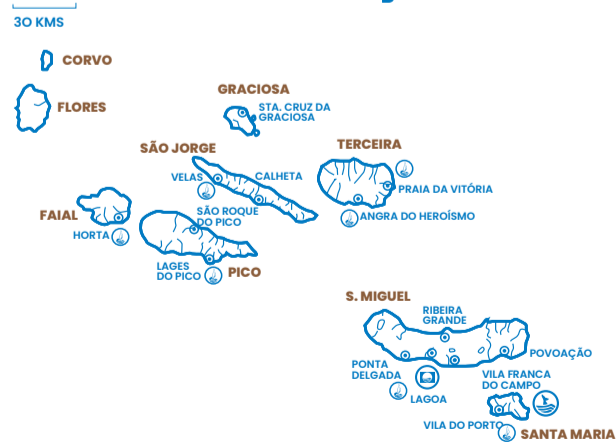 30 KMS
CORVO
FLORES
GRACIOSA
STA. CRUZ DA
GRACIOSA
SÃO JORGE
TERCEIRA
VELAS
CALHETA
PRAIA DA VITÓRIA
FAIAL
SÃO ROQUE
DO PICO
ANGRA DO HEROÍSMO
HORTA
LAGES
DO PICO
PICO
S. MIGUEL
RIBEIRA
GRANDE
POVOAÇÃO
PONTA
DELGADA
LAGOA
VILA FRANCA
DO CAMPO
VILA DO PORTO
SANTA MARIA